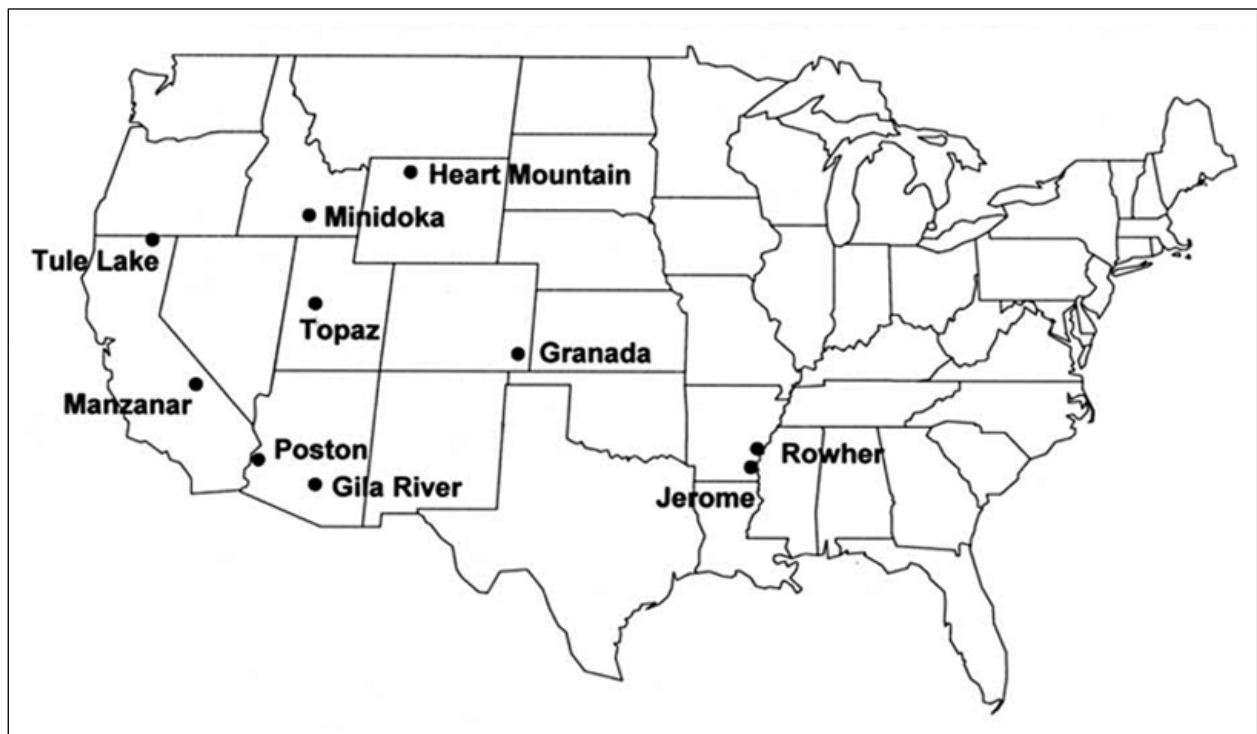 Heart Mountain
Minidoka
Tule Lake
Topaz
Granada
Manzanar
Poston
Rowher
Gila River
Jerome